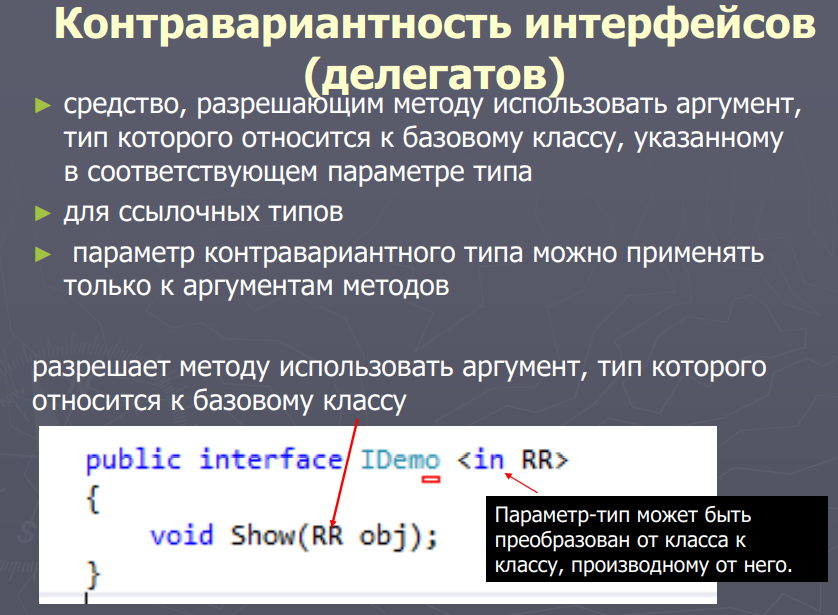 Контравариантность интерфейсов
(делегатов)
► средство, разрешающим методу использовать аргумент,
тип которого относится к базовому классу, указанному
в соответствующем параметре типа
► для ссылочных типов
► параметр контравариантного типа можно применять
только к аргументам методов
разрешает методу использовать аргумент, тип которого
относится к базовому классу
public interface IDemo <in RR>
{
void Show(RR obj);
}
Параметр-тип может быть
преобразован от класса к
классу, производному от него.